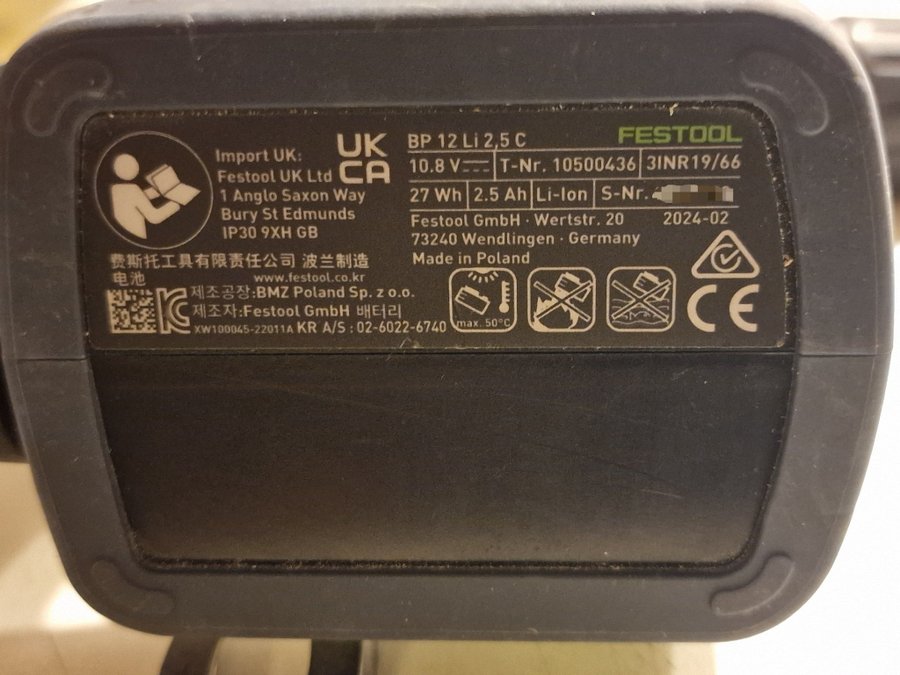 Import UK:
Festool UK Ltd
1 Anglo Saxon Way
Bury St Edmunds
IP30 9XH GB
UK
CA
BP 12 Li 2,5 C
FESTOOL
10.8 V⎓ T-Nr. 10500436 3INR19/66
27 Wh 2.5 Ah Li-Ion S-Nr.
Festool GmbH · Wertstr. 20 2024-02
73240 Wendlingen · Germany
Made in Poland
费斯托工具有限责任公司 波兰制造
电池 www.festool.co.kr
제조공장:BMZ Poland Sp. z o.o.
제조자:Festool GmbH 배터리
XW100045-22011A KR A/S : 02-6022-6740
max. 50°C
CE